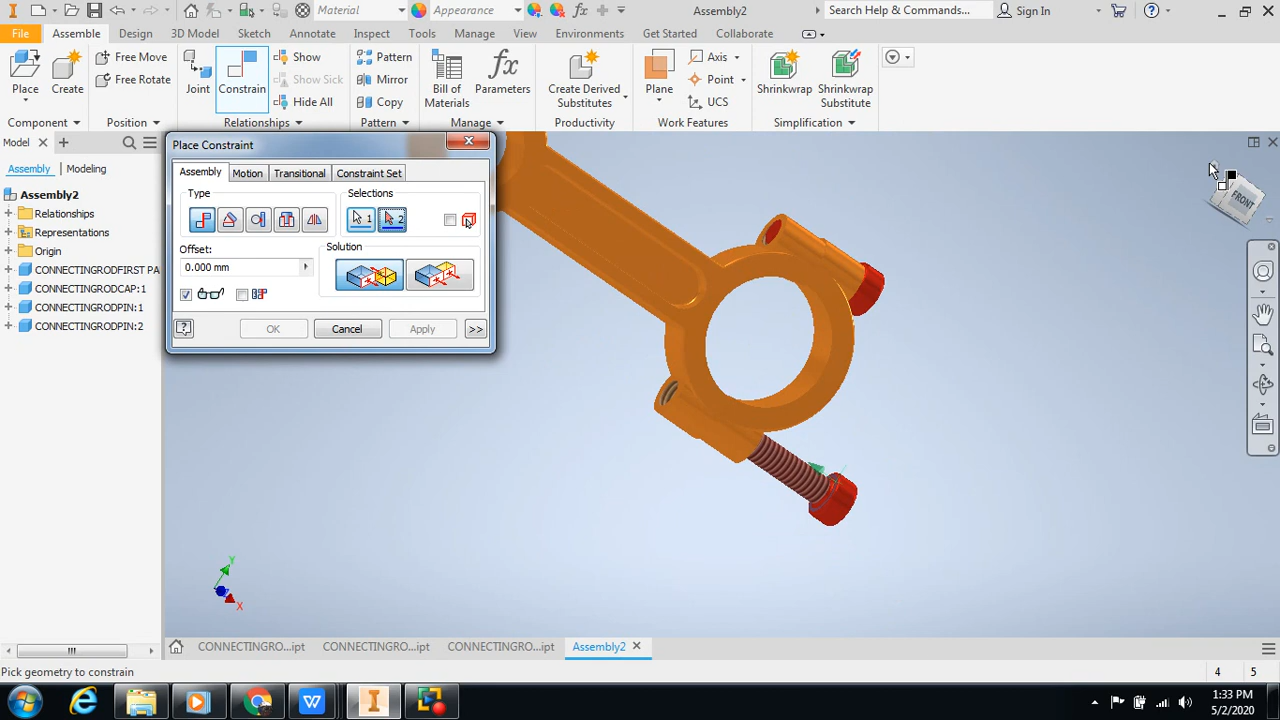 Material
Appearance
Assembly2
Search Help & Commands...
Sign In
File
Assemble
Design
3D Model
Sketch
Annotate
Inspect
Tools
Manage
View
Environments
Get Started
Collaborate
Place
Create
Free Move
Free Rotate
Component
Position
Joint
Constrain
Show
Show Sick
Hide All
Relationships
Pattern
Mirror
Copy
Pattern
Bill of
Materials
fx
Parameters
Manage
Create Derived
Substitutes
Productivity
Plane
Axis
Point
UCS
Work Features
Shrinkwrap
Shrinkwrap
Substitute
Simplification
Model
Assembly
Modeling
Assembly2
Relationships
Representations
Origin
CONNECTINGRODFIRST PA
CONNECTINGRODCAP:1
CONNECTINGRODPIN:1
CONNECTINGRODPIN:2
Place Constraint
Assembly
Motion
Transitional
Constraint Set
Type
Selections
1
2
Offset:
0.000 mm
Solution
OK
Cancel
Apply
>>
FRONT
Y
X
CONNECTINGRO...ipt
CONNECTINGRO...ipt
CONNECTINGRO...ipt
Assembly2
Pick geometry to constrain
4
5
1:33 PM
5/2/2020